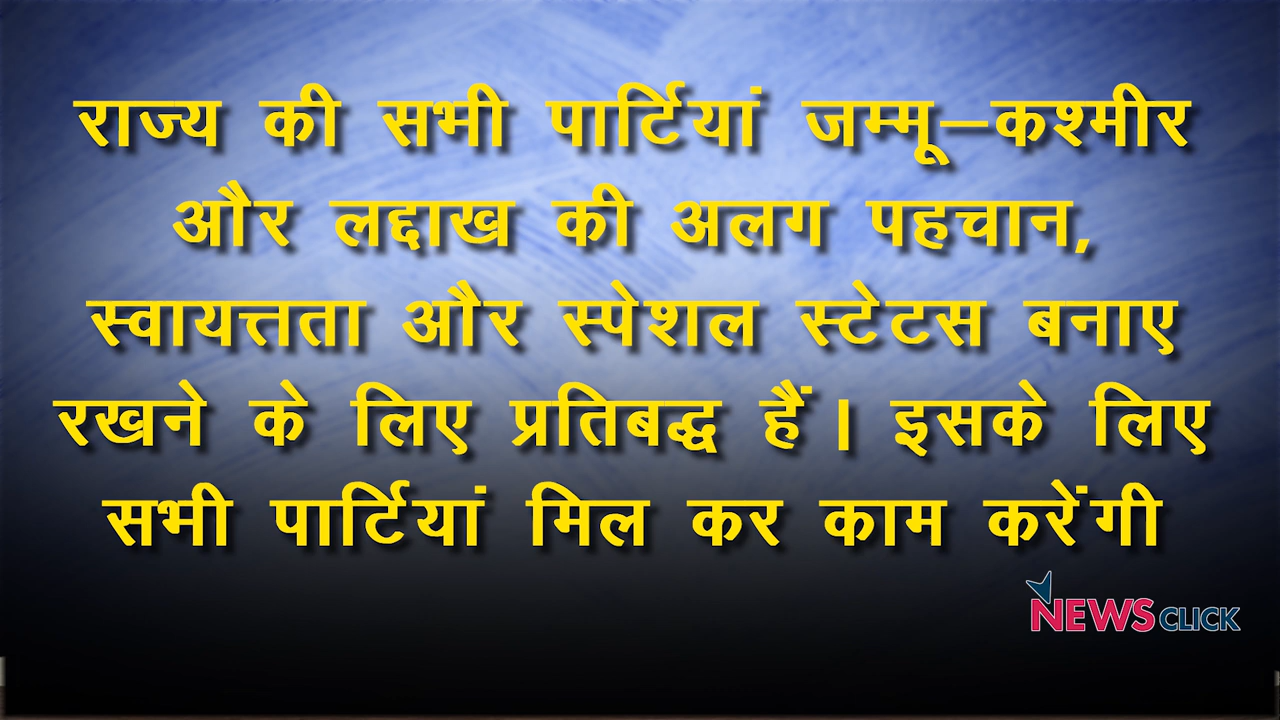 राज्य की सभी पार्टियां जम्मू–कश्मीर
और लद्दाख की अलग पहचान,
स्वायत्तता और स्पेशल स्टेटस बनाए
रखने के लिए प्रतिबद्ध हैं। इसके लिए
सभी पार्टियां मिल कर काम करेंगी
NEWSCLICK